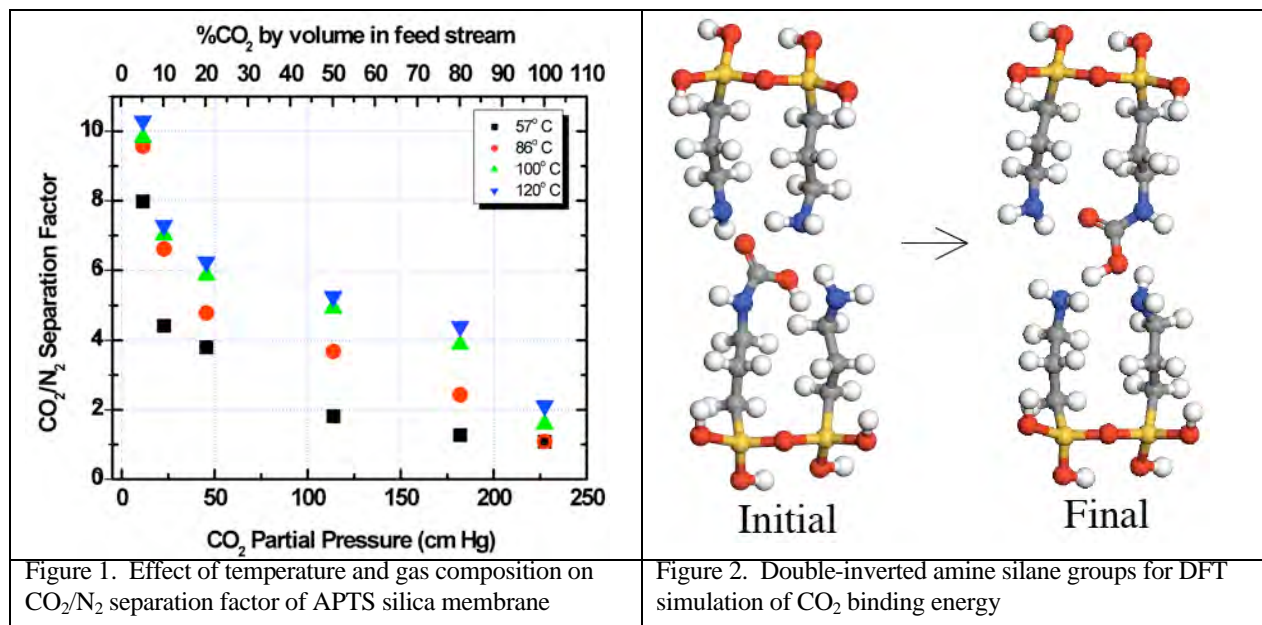 %CO₂ by volume in feed stream
0 10 20 30 40 50 60 70 80 90 100 110
10
8
6
4
2
0
CO₂/N₂ Separation Factor
57° C
86° C
100° C
120° C
0 50 100 150 200 250
CO₂ Partial Pressure (cm Hg)
Initial
Final
Figure 1.  Effect of temperature and gas composition on
CO₂/N₂ separation factor of APTS silica membrane
Figure 2.  Double-inverted amine silane groups for DFT
simulation of CO₂ binding energy